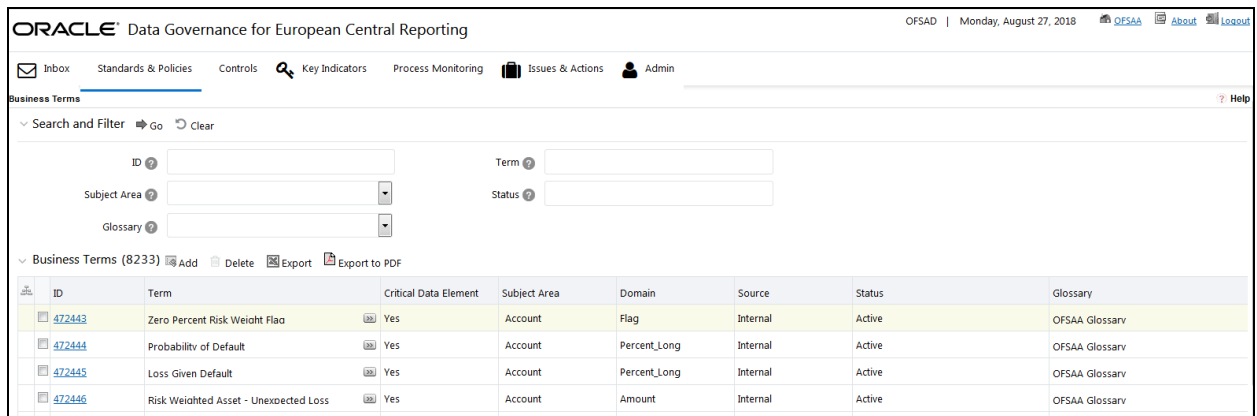 ORACLE® Data Governance for European Central Reporting
OFSAD | Monday, August 27, 2018 OFSAA About Logout
Inbox Standards & Policies Controls Key Indicators Process Monitoring Issues & Actions Admin
Business Terms ? Help
Search and Filter Go Clear
ID ? Term ?
Subject Area ? Status ?
Glossary ?
Business Terms (8233) Add Delete Export Export to PDF
ID Term Critical Data Element Subject Area Domain Source Status Glossary
472443 Zero Percent Risk Weight Flag >> Yes Account Flag Internal Active OFSAA Glossary
472444 Probability of Default >> Yes Account Percent_Long Internal Active OFSAA Glossary
472445 Loss Given Default >> Yes Account Percent_Long Internal Active OFSAA Glossary
472446 Risk Weighted Asset - Unexpected Loss >> Yes Account Amount Internal Active OFSAA Glossary